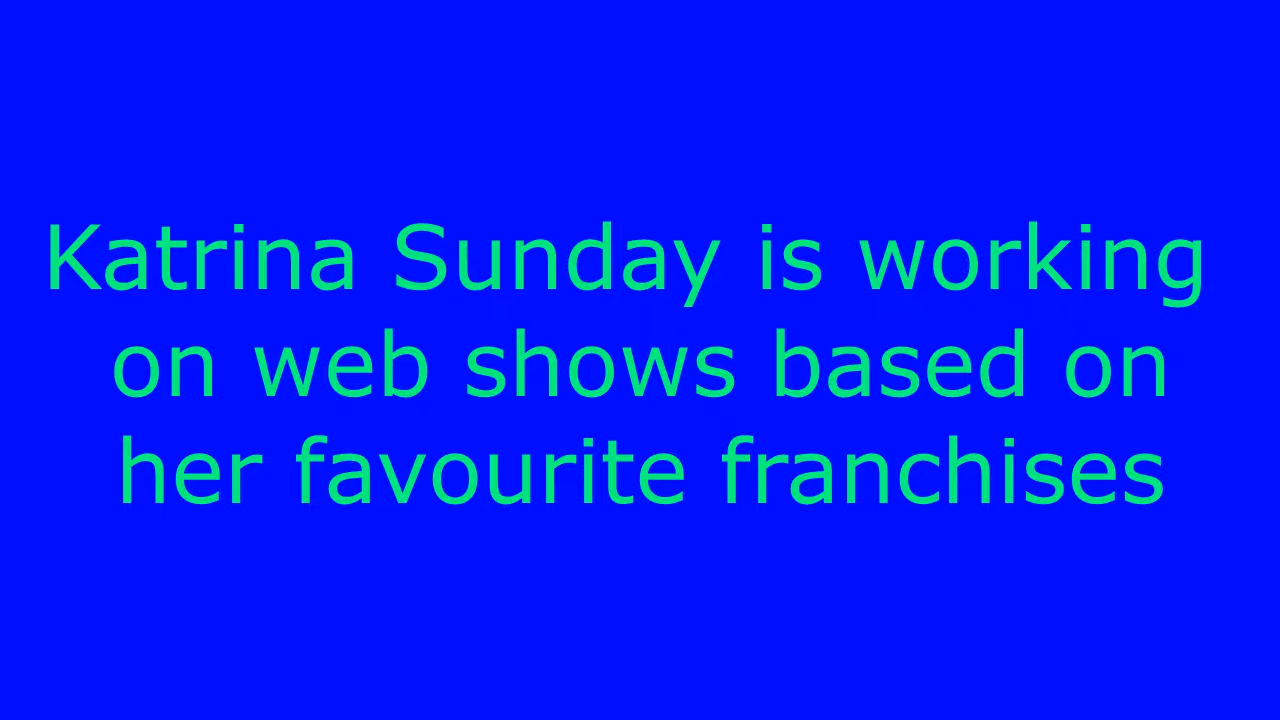 Katrina Sunday is working
on web shows based on
her favourite franchises